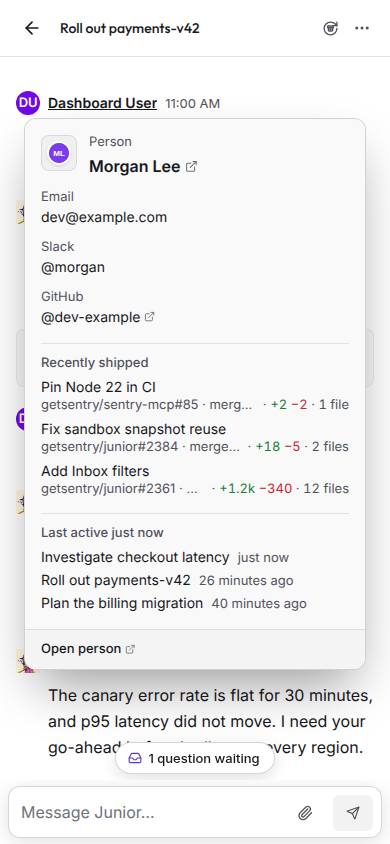 Roll out payments-v42
DU Dashboard User 11:00 AM
Person
ML Morgan Lee
Email
dev@example.com
Slack
@morgan
GitHub
@dev-example
Recently shipped
Pin Node 22 in CI
getsentry/sentry-mcp#85 · merg... · +2 −2 · 1 file
Fix sandbox snapshot reuse
getsentry/junior#2384 · merge... · +18 −5 · 2 files
Add Inbox filters
getsentry/junior#2361 · ... · +1.2k −340 · 12 files
Last active just now
Investigate checkout latency just now
Roll out payments-v42 26 minutes ago
Plan the billing migration 40 minutes ago
Open person
The canary error rate is flat for 30 minutes,
and p95 latency did not move. I need your
go-ahead every region.
1 question waiting
Message Junior...